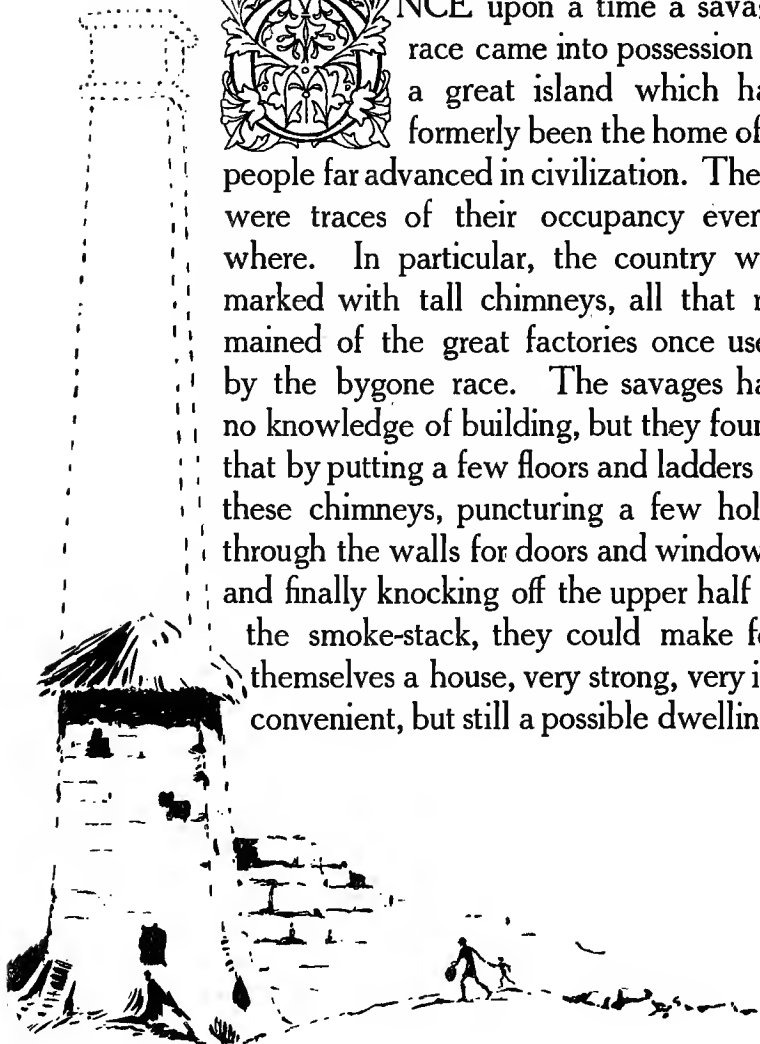 ONCE upon a time a savag
race came into possession
a great island which ha
formerly been the home of
people far advanced in civilization. The
were traces of their occupancy ever
where. In particular, the country w
marked with tall chimneys, all that r
mained of the great factories once use
by the bygone race. The savages ha
no knowledge of building, but they four
that by putting a few floors and ladders
these chimneys, puncturing a few hol
through the walls for doors and window
and finally knocking off the upper half
the smoke-stack, they could make fo
themselves a house, very strong, very i
convenient, but still a possible dwellin